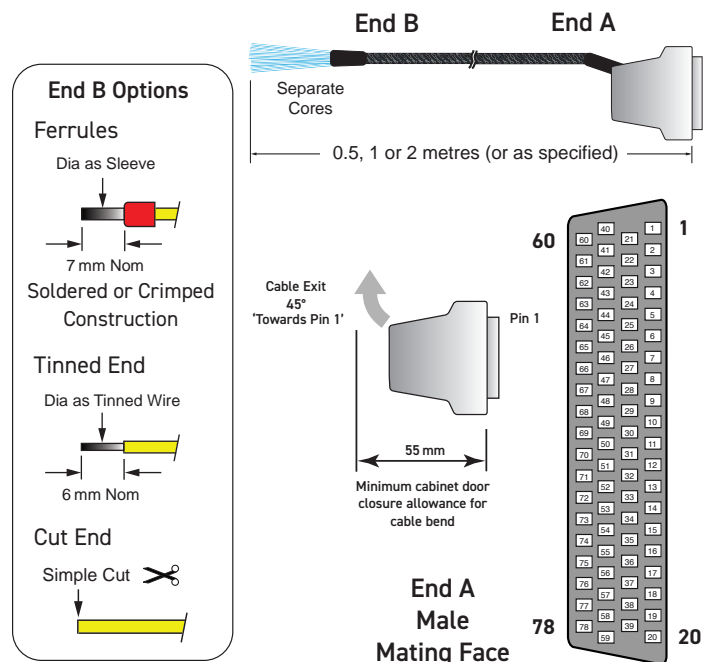 End B
End A
Separate
Cores
0.5, 1 or 2 metres (or as specified)
End B Options
Ferrules
Dia as Sleeve
7 mm Nom
Soldered or Crimped
Construction
Tinned End
Dia as Tinned Wire
6 mm Nom
Cut End
Simple Cut
Cable Exit
45°
'Towards Pin 1'
Pin 1
55 mm
Minimum cabinet door
closure allowance for
cable bend
End A
Male
Mating Face
60
1
78
20
40 1
60 21
41 2
61 22
42 3
62 23
43 4
63 24
44 5
64 25
45 6
65 26
46 7
66 27
47 8
67 28
48 9
68 29
49 10
69 30
50 11
70 31
51 12
71 32
52 13
72 33
53 14
73 34
54 15
74 35
55 16
75 36
56 17
76 37
57 18
77 38
58 19
78 39
59 20